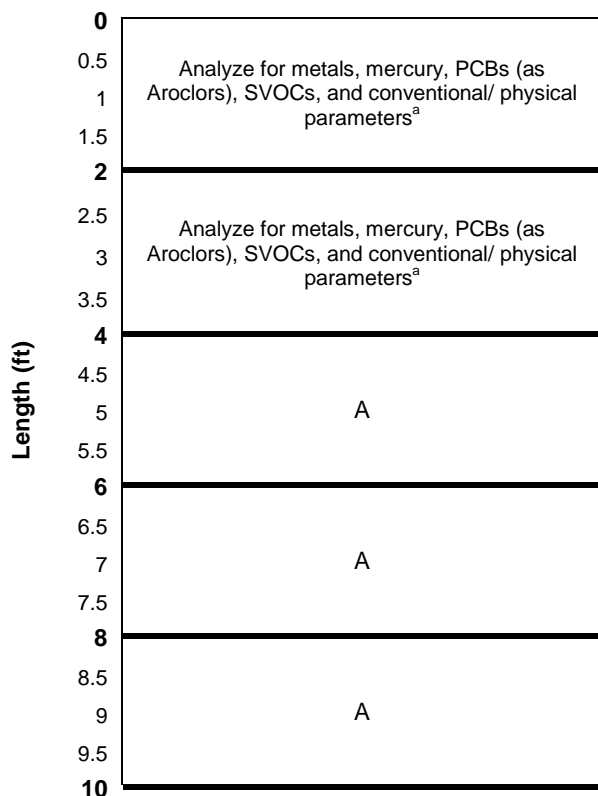 0
0.5
1
1.5
Analyze for metals, mercury, PCBs (as
Aroclors), SVOCs, and conventional/ physical
parametersᵃ
2
2.5
3
3.5
Analyze for metals, mercury, PCBs (as
Aroclors), SVOCs, and conventional/ physical
parametersᵃ
4
Length (ft)
4.5
5
5.5
A
6
6.5
7
7.5
A
8
8.5
9
9.5
A
10